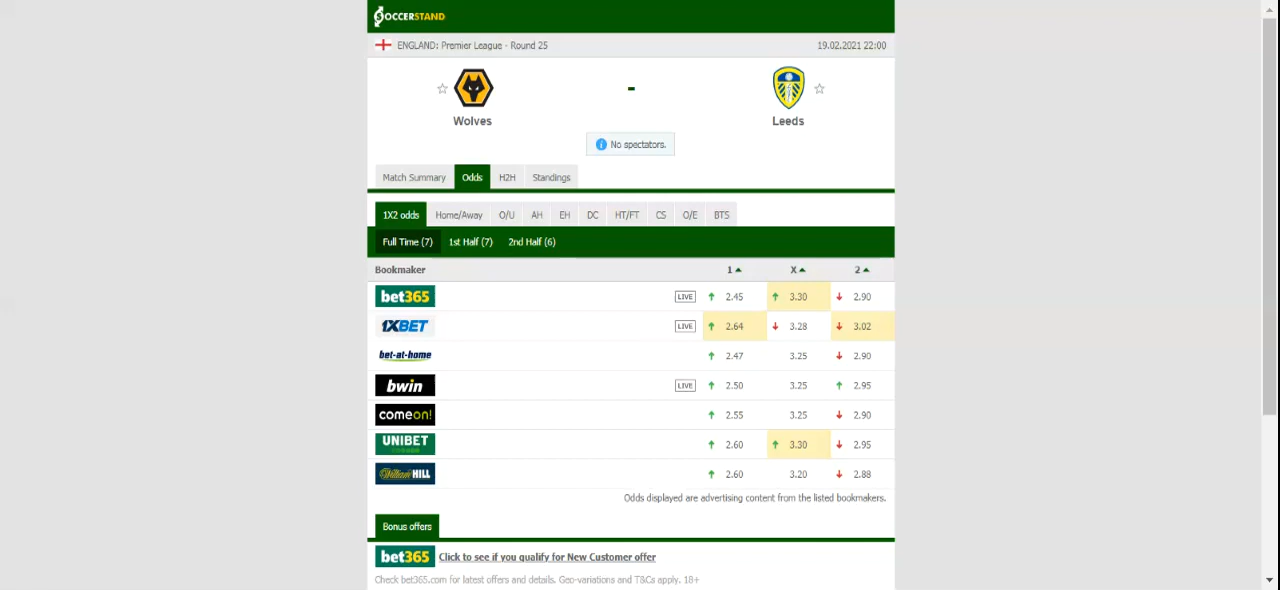 SOCCERSTAND
ENGLAND: Premier League - Round 25 19.02.2021 22:00
-
Wolves Leeds
i No spectators.
Match Summary Odds H2H Standings
1X2 odds Home/Away O/U AH EH DC HT/FT CS O/E BTS
Full Time (7) 1st Half (7) 2nd Half (6)
Bookmaker 1 X 2
bet365 LIVE 2.45 3.30 2.90
1XBET LIVE 2.64 3.28 3.02
bet-at-home 2.47 3.25 2.90
bwin LIVE 2.50 3.25 2.95
comeon! 2.55 3.25 2.90
UNIBET 2.60 3.30 2.95
William HILL 2.60 3.20 2.88
Odds displayed are advertising content from the listed bookmakers.
Bonus offers
bet365 Click to see if you qualify for New Customer offer
Check bet365.com for latest offers and details. Geo-variations and T&Cs apply. 18+